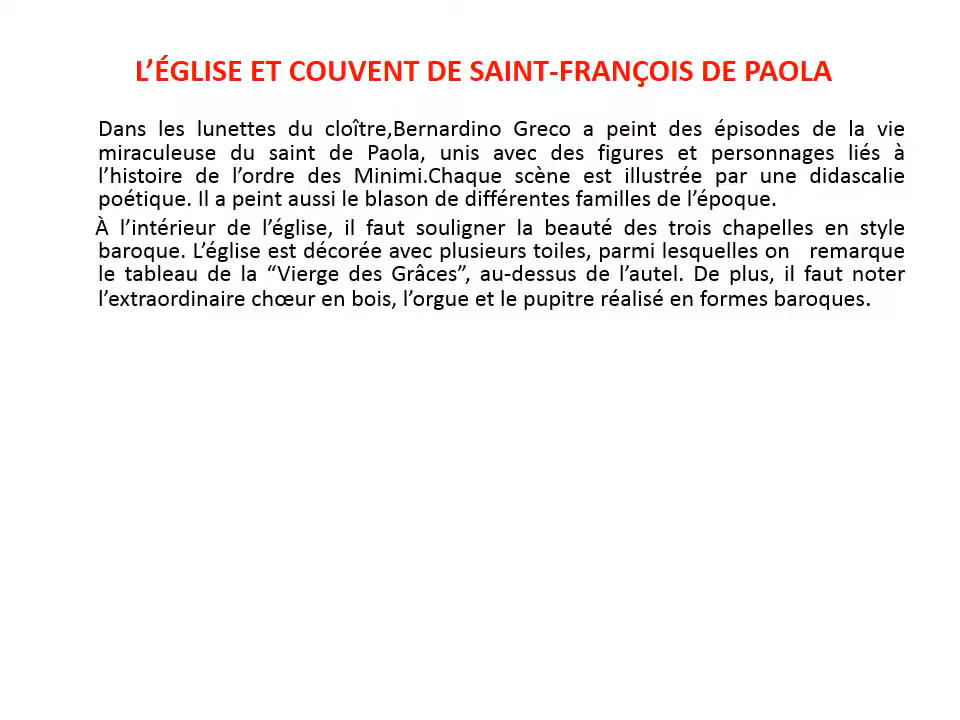 L’ÉGLISE ET COUVENT DE SAINT-FRANÇOIS DE PAOLA
Dans les lunettes du cloître,Bernardino Greco a peint des épisodes de la vie
miraculeuse du saint de Paola, unis avec des figures et personnages liés à
l’histoire de l’ordre des Minimi.Chaque scène est illustrée par une didascalie
poétique. Il a peint aussi le blason de différentes familles de l’époque.
À l’intérieur de l’église, il faut souligner la beauté des trois chapelles en style
baroque. L’église est décorée avec plusieurs toiles, parmi lesquelles on remarque
le tableau de la “Vierge des Grâces”, au-dessus de l’autel. De plus, il faut noter
l’extraordinaire chœur en bois, l’orgue et le pupitre réalisé en formes baroques.